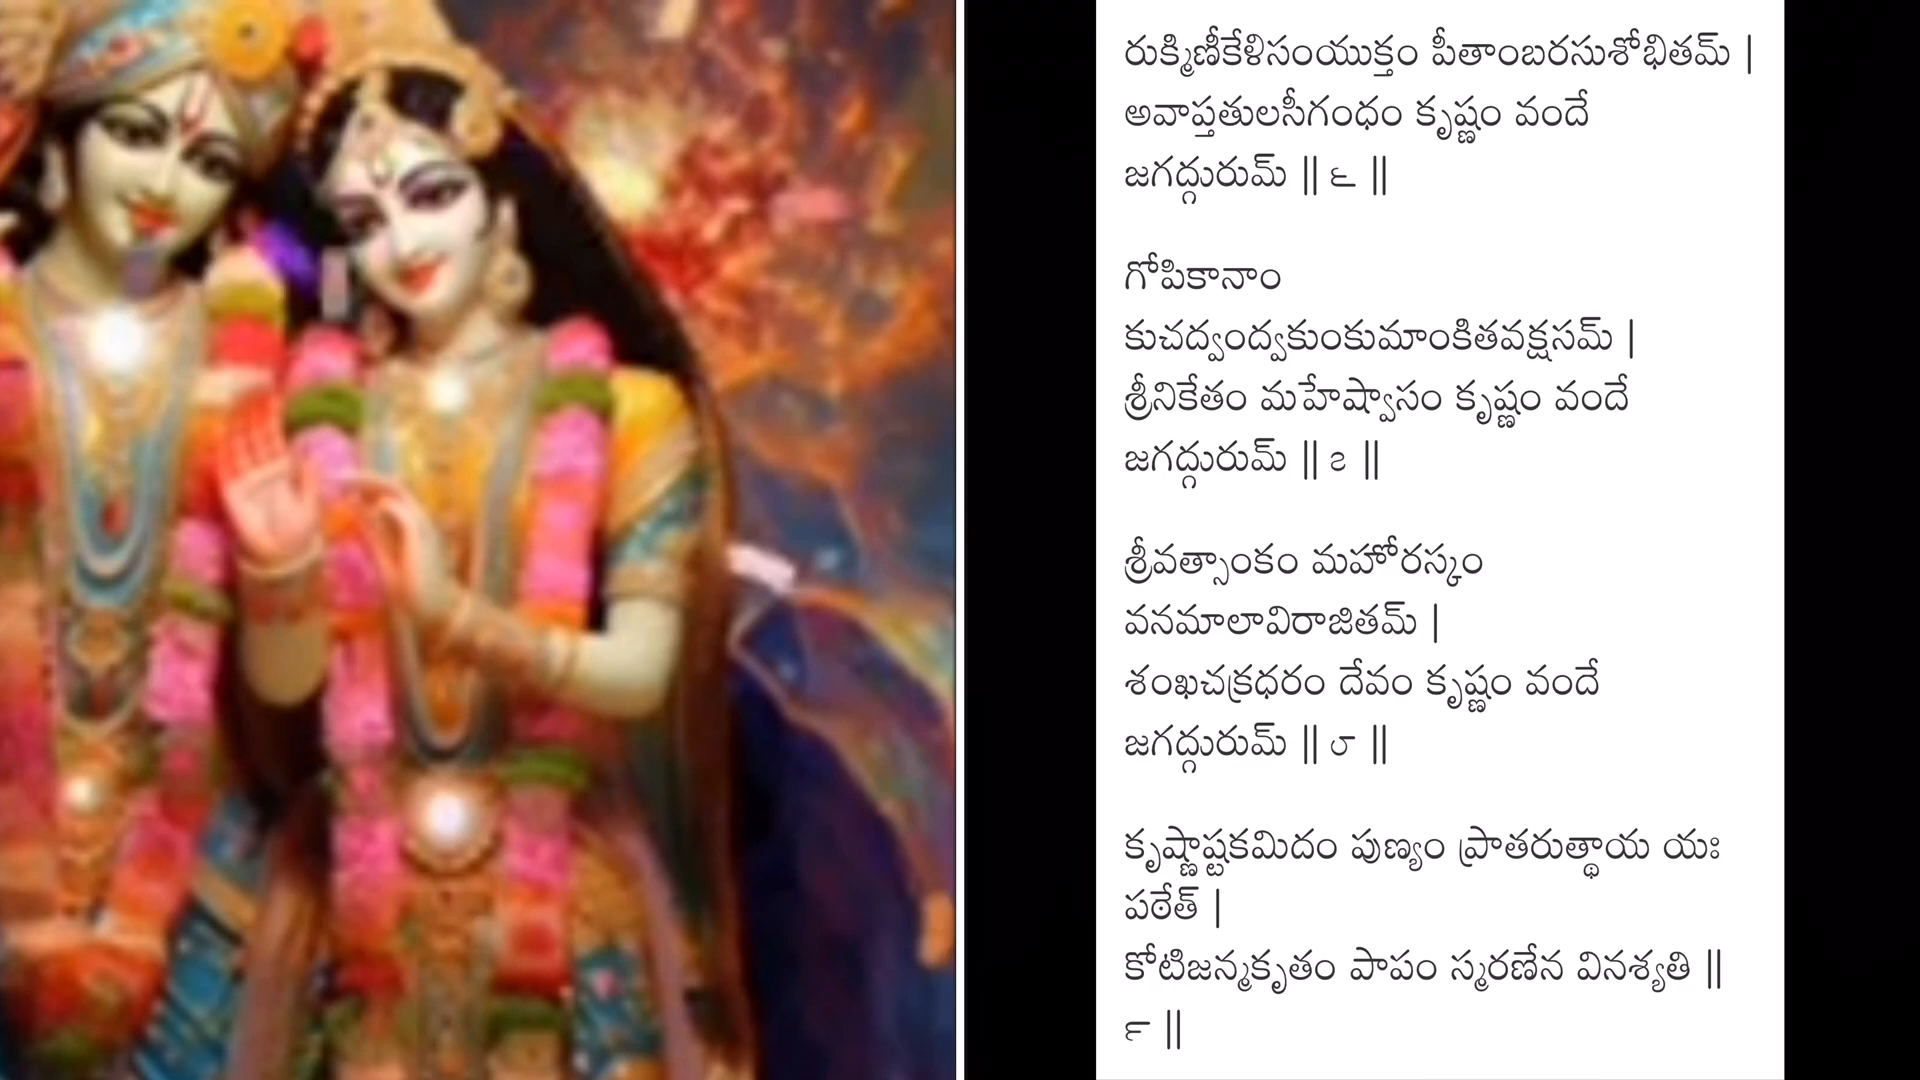 రుక్మిణీకేళిసంయుక్తం పీతాంబరసుశోభితమ్ |
అవాప్తతులసీగంధం కృష్ణం వందే
జగద్గురుమ్ || ౬ ||
గోపికానాం
కుచద్వంద్వకుంకుమాంకితవక్షసమ్ |
శ్రీనికేతం మహేష్వాసం కృష్ణం వందే
జగద్గురుమ్ || ౭ ||
శ్రీవత్సాంకం మహోరస్కం
వనమాలావిరాజితమ్ |
శంఖచక్రధరం దేవం కృష్ణం వందే
జగద్గురుమ్ || ౮ ||
కృష్ణాష్టకమిదం పుణ్యం ప్రాతరుత్థాయ యః
పఠేత్ |
కోటిజన్మకృతం పాపం స్మరణేన వినశ్యతి ||
౯ ||